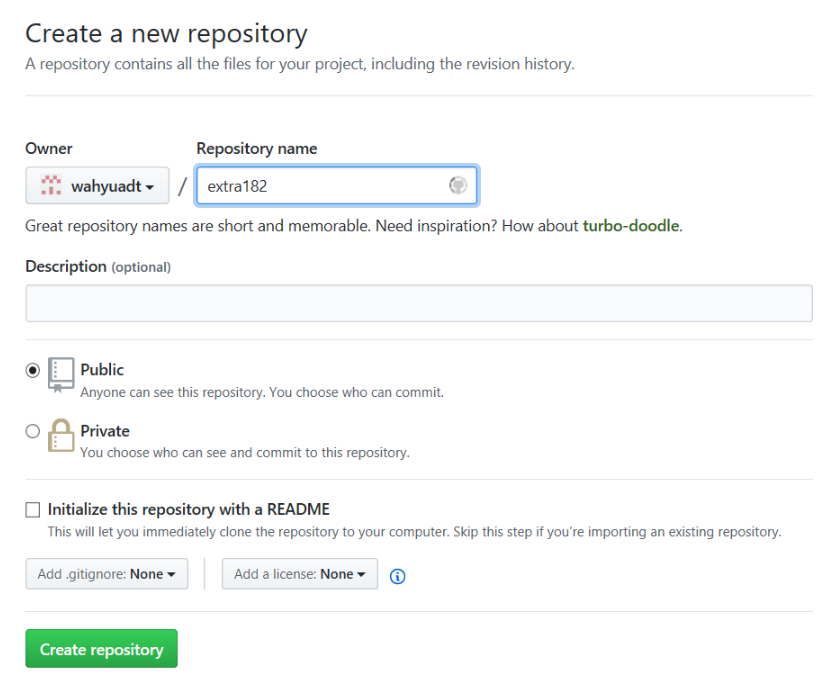 Create a new repository
A repository contains all the files for your project, including the revision history.
Owner
Repository name
wahyuadt / extra182
Great repository names are short and memorable. Need inspiration? How about turbo-doodle.
Description (optional)
Public
Anyone can see this repository. You choose who can commit.
Private
You choose who can see and commit to this repository.
Initialize this repository with a README
This will let you immediately clone the repository to your computer. Skip this step if you’re importing an existing repository.
Add .gitignore: None
Add a license: None
Create repository